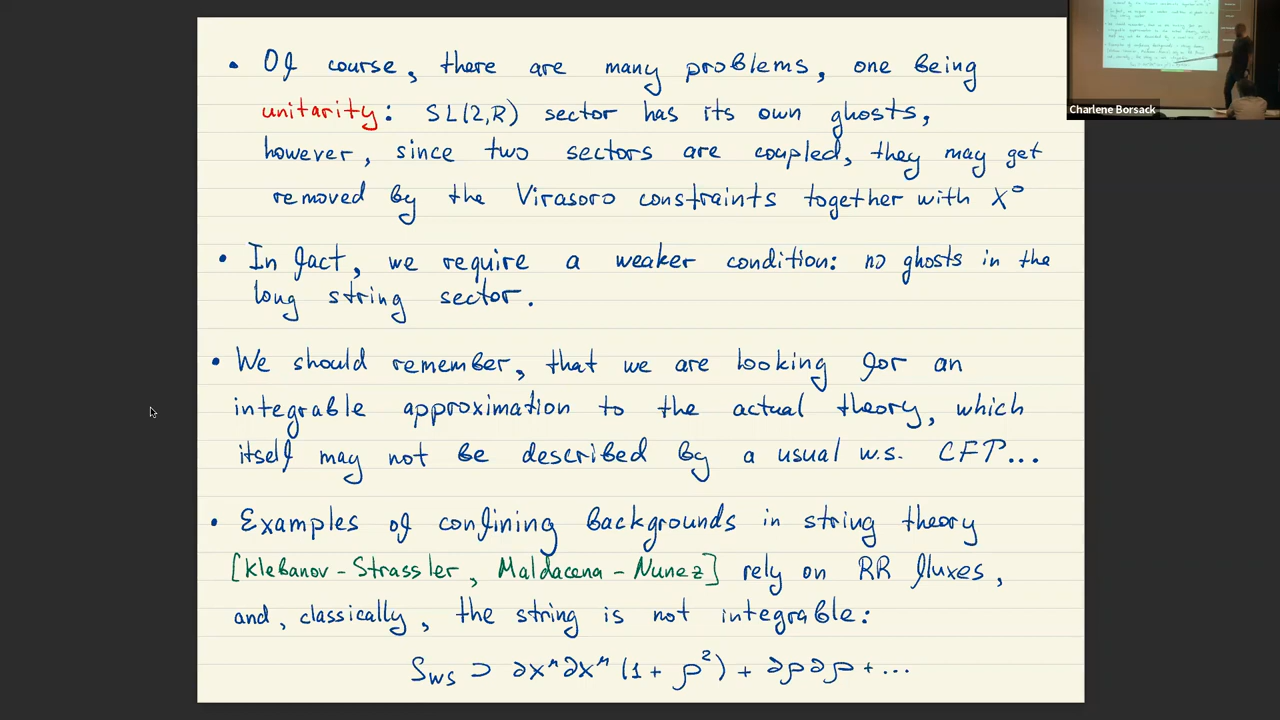 • Of course, there are many problems, one being
unitarity: SL(2,R) sector has its own ghosts,
however, since two sectors are coupled, they may get
removed by the Virasoro constraints together with X⁰
• In fact, we require a weaker condition: no ghosts in the
long string sector.
• We should remember, that we are looking for an
integrable approximation to the actual theory, which
itself may not be described by a usual w.s. CFT...
• Examples of confining backgrounds in string theory
[Klebanov-Strassler, Maldacena-Nunez] rely on RR fluxes,
and, classically, the string is not integrable:
S_WS ⊃ ∂X^μ ∂X^μ (1 + ρ²) + ∂ρ∂ρ + ...
Charlene Borsack